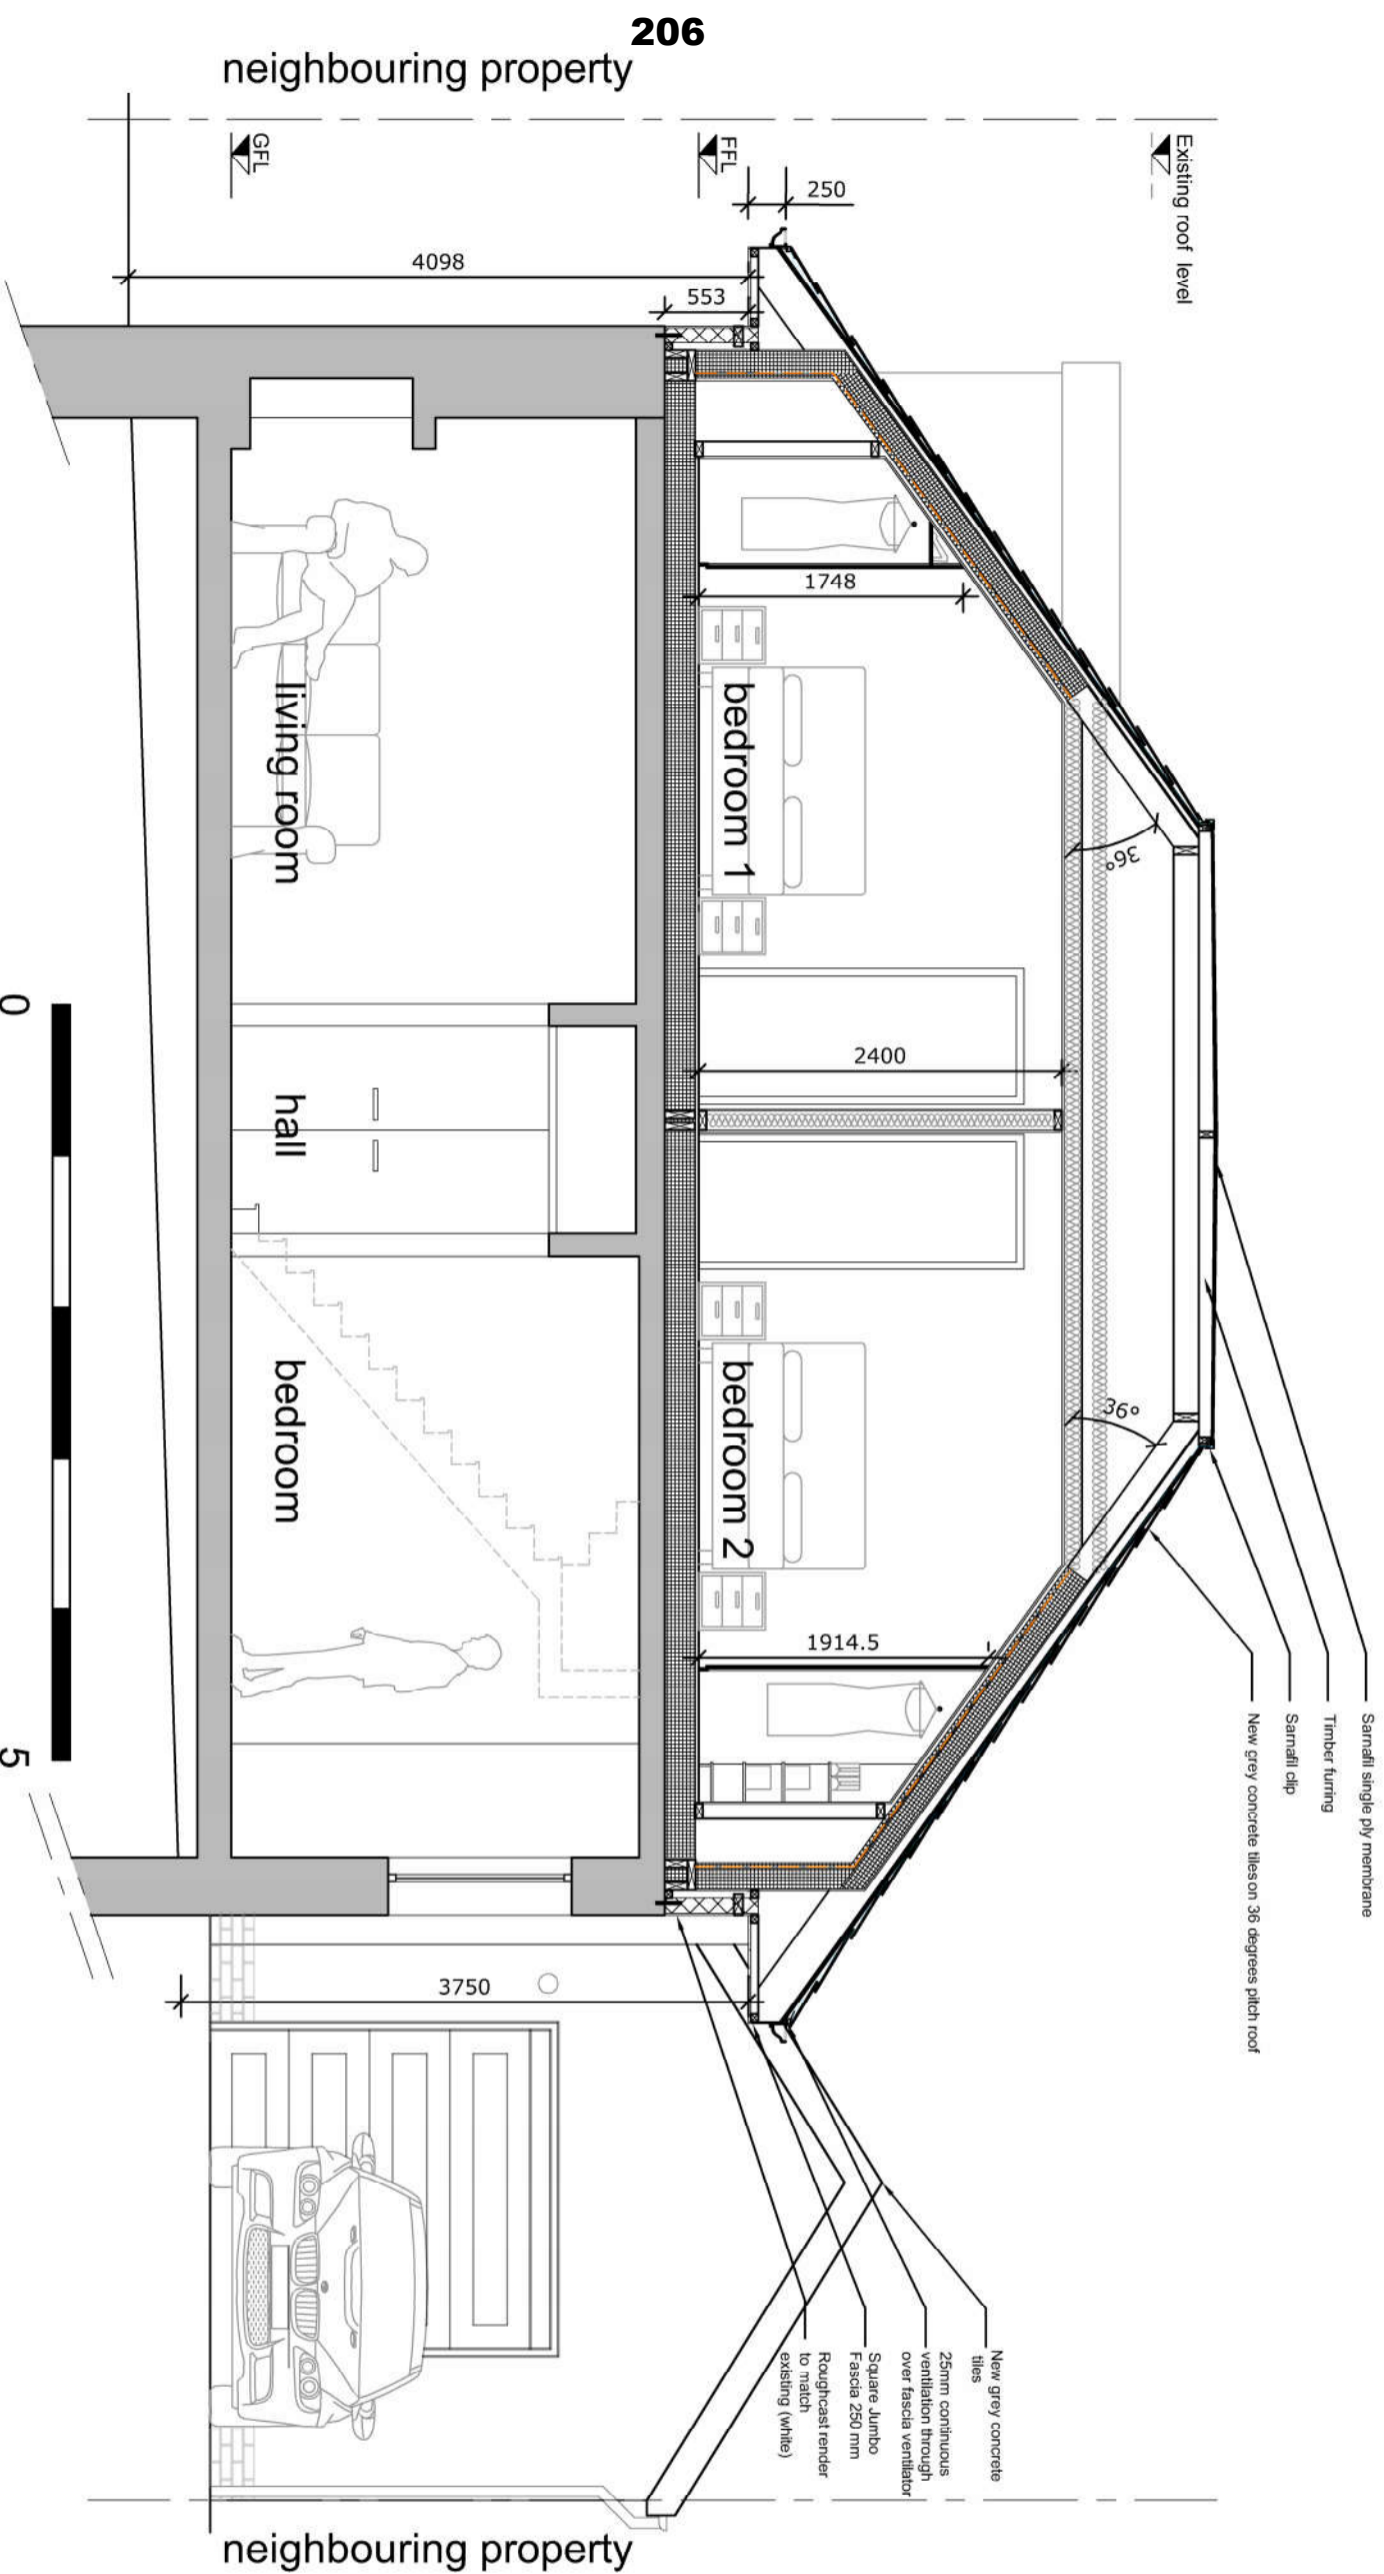 206
neighbouring property
GFL
FFL
Existing roof level
250
4098
553
1748
36°
2400
36°
1914.5
3750
living room
hall
bedroom
bedroom 1
bedroom 2
0
5
Sarnafil single ply membrane
Timber furring
Sarnafil clip
New grey concrete tileson 36 degrees pitch roof
New grey concrete
tiles
25mm continuous
ventilation through
over fascia ventilator
Square Jumbo
Fascia 250 mm
Roughcast render
to match
existing (white)
neighbouring property